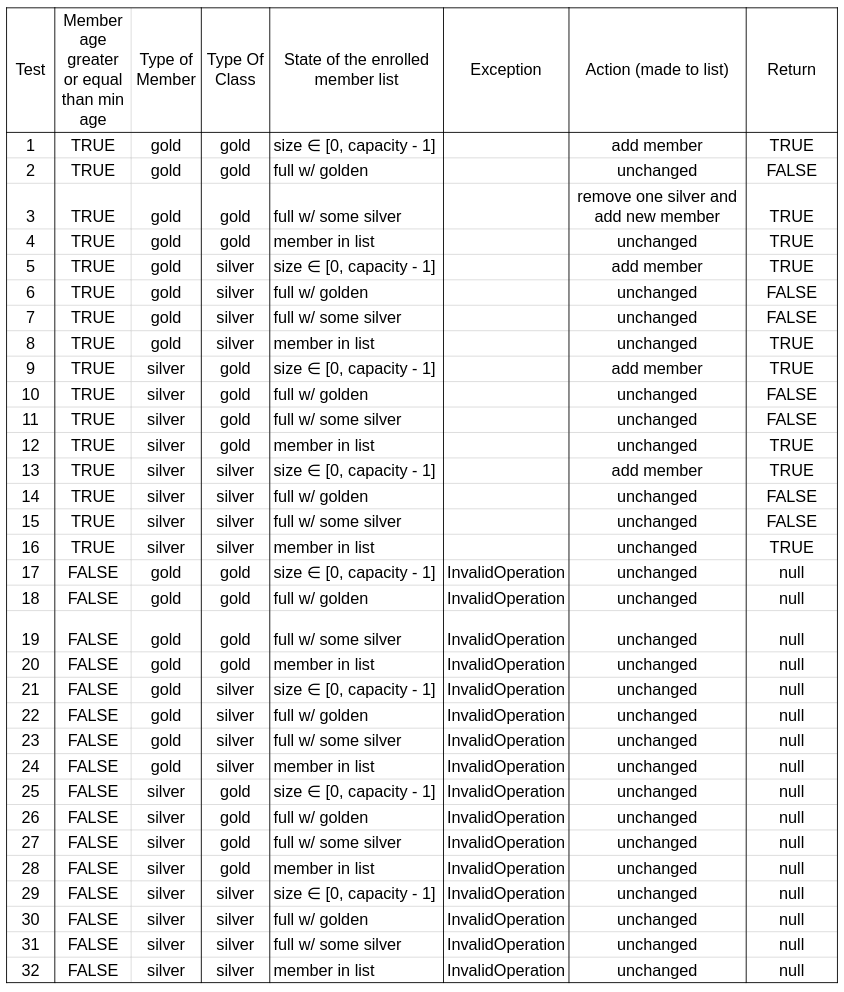 Test | Member age greater or equal than min age | Type of Member | Type Of Class | State of the enrolled member list | Exception | Action (made to list) | Return
1 | TRUE | gold | gold | size ∈ [0, capacity - 1] | | add member | TRUE
2 | TRUE | gold | gold | full w/ golden | | unchanged | FALSE
3 | TRUE | gold | gold | full w/ some silver | | remove one silver and add new member | TRUE
4 | TRUE | gold | gold | member in list | | unchanged | TRUE
5 | TRUE | gold | silver | size ∈ [0, capacity - 1] | | add member | TRUE
6 | TRUE | gold | silver | full w/ golden | | unchanged | FALSE
7 | TRUE | gold | silver | full w/ some silver | | unchanged | FALSE
8 | TRUE | gold | silver | member in list | | unchanged | TRUE
9 | TRUE | silver | gold | size ∈ [0, capacity - 1] | | add member | TRUE
10 | TRUE | silver | gold | full w/ golden | | unchanged | FALSE
11 | TRUE | silver | gold | full w/ some silver | | unchanged | FALSE
12 | TRUE | silver | gold | member in list | | unchanged | TRUE
13 | TRUE | silver | silver | size ∈ [0, capacity - 1] | | add member | TRUE
14 | TRUE | silver | silver | full w/ golden | | unchanged | FALSE
15 | TRUE | silver | silver | full w/ some silver | | unchanged | FALSE
16 | TRUE | silver | silver | member in list | | unchanged | TRUE
17 | FALSE | gold | gold | size ∈ [0, capacity - 1] | InvalidOperation | unchanged | null
18 | FALSE | gold | gold | full w/ golden | InvalidOperation | unchanged | null
19 | FALSE | gold | gold | full w/ some silver | InvalidOperation | unchanged | null
20 | FALSE | gold | gold | member in list | InvalidOperation | unchanged | null
21 | FALSE | gold | silver | size ∈ [0, capacity - 1] | InvalidOperation | unchanged | null
22 | FALSE | gold | silver | full w/ golden | InvalidOperation | unchanged | null
23 | FALSE | gold | silver | full w/ some silver | InvalidOperation | unchanged | null
24 | FALSE | gold | silver | member in list | InvalidOperation | unchanged | null
25 | FALSE | silver | gold | size ∈ [0, capacity - 1] | InvalidOperation | unchanged | null
26 | FALSE | silver | gold | full w/ golden | InvalidOperation | unchanged | null
27 | FALSE | silver | gold | full w/ some silver | InvalidOperation | unchanged | null
28 | FALSE | silver | gold | member in list | InvalidOperation | unchanged | null
29 | FALSE | silver | silver | size ∈ [0, capacity - 1] | InvalidOperation | unchanged | null
30 | FALSE | silver | silver | full w/ golden | InvalidOperation | unchanged | null
31 | FALSE | silver | silver | full w/ some silver | InvalidOperation | unchanged | null
32 | FALSE | silver | silver | member in list | InvalidOperation | unchanged | null